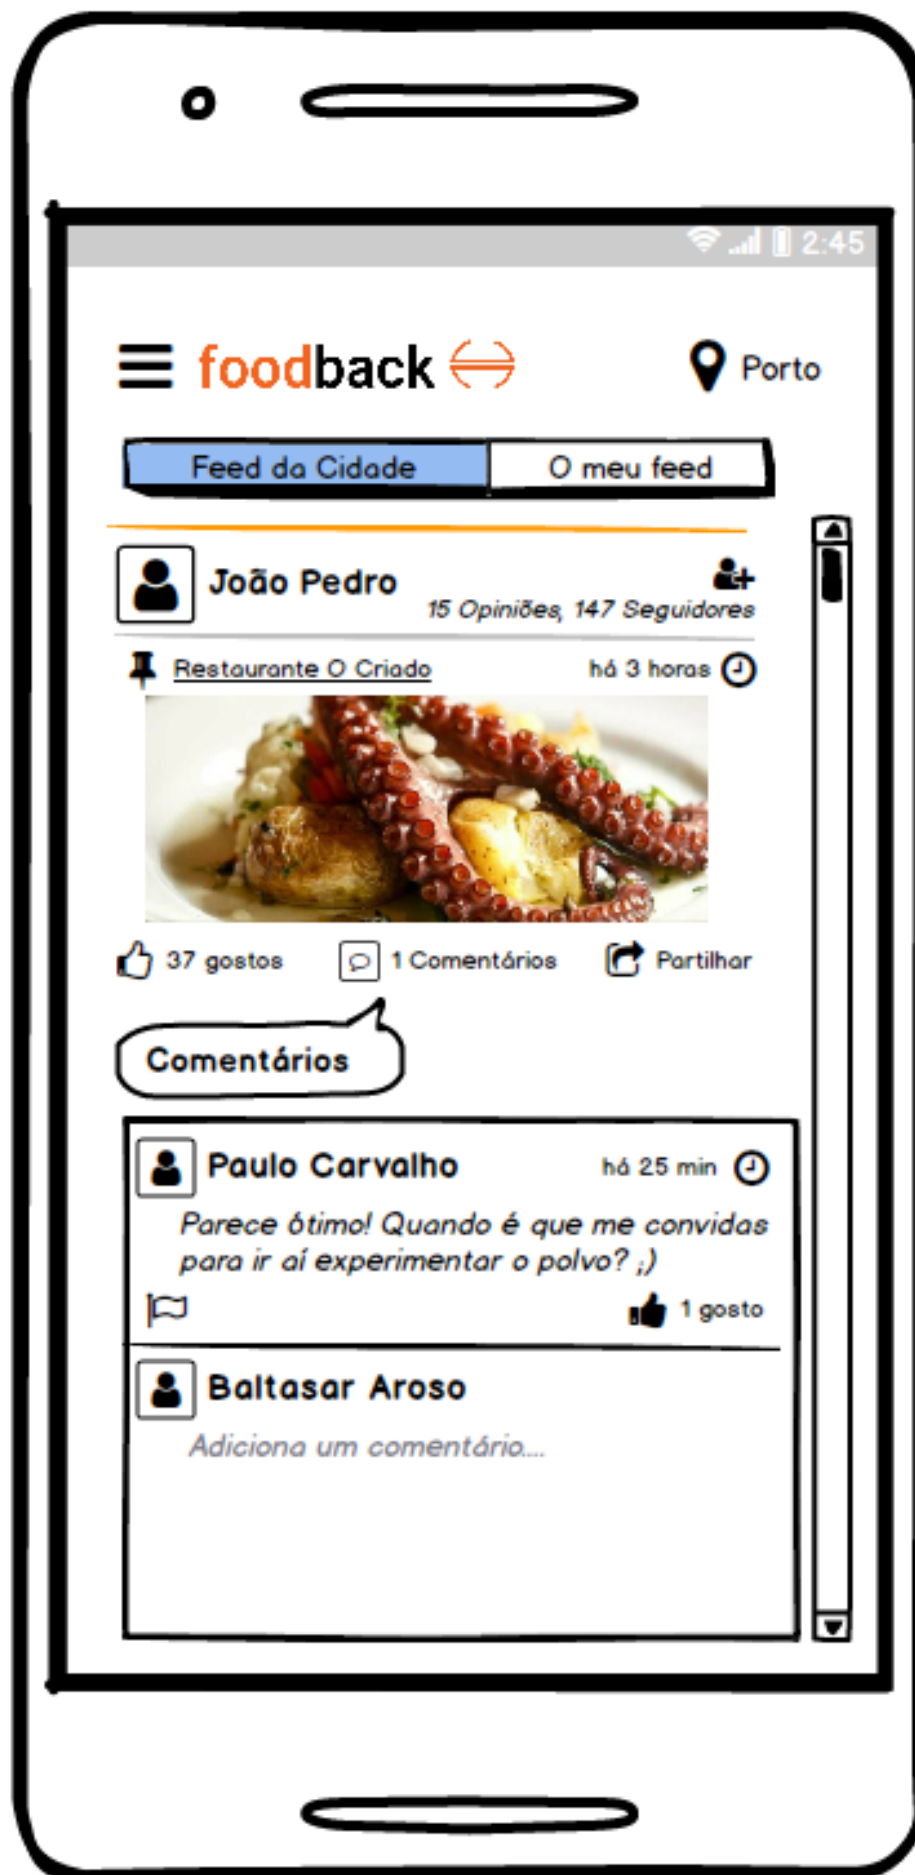 2:45
foodback
Porto
Feed da Cidade
O meu feed
João Pedro
15 Opiniões, 147 Seguidores
Restaurante O Criado
há 3 horas
37 gostos
1 Comentários
Partilhar
Comentários
Paulo Carvalho
há 25 min
Parece ótimo! Quando é que me convidas
para ir aí experimentar o polvo? ;)
1 gosto
Baltasar Aroso
Adiciona um comentário....